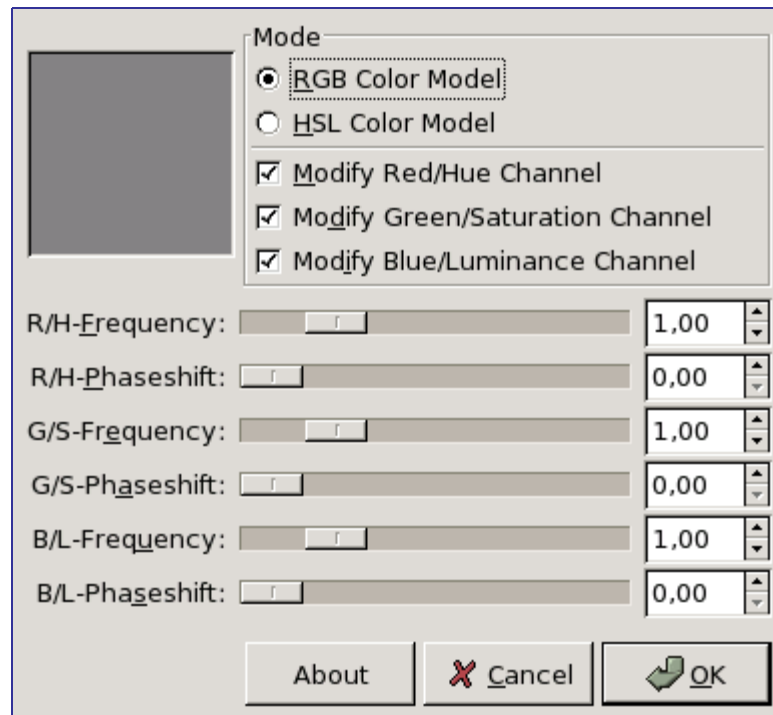 Mode
RGB Color Model
HSL Color Model
Modify Red/Hue Channel
Modify Green/Saturation Channel
Modify Blue/Luminance Channel
R/H-Frequency: 1,00
R/H-Phaseshift: 0,00
G/S-Frequency: 1,00
G/S-Phaseshift: 0,00
B/L-Frequency: 1,00
B/L-Phaseshift: 0,00
About Cancel OK